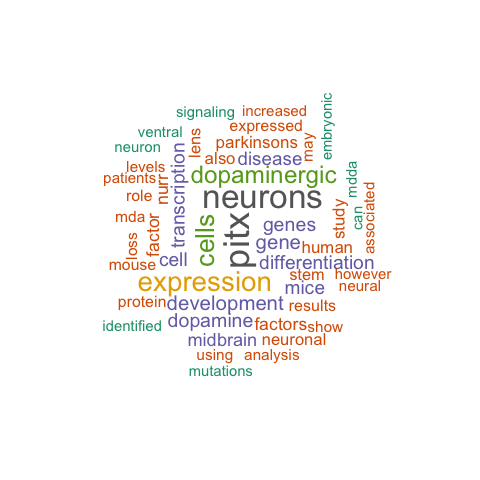 signaling
increased
embryonic
ventral
expressed
neuron
lens
parkinsons
may
levels
transcription
also
disease
patients
nurr
dopaminergic
mdda
role
neurons
can
mda
factor
cells
pitx
genes
study
associated
loss
gene
human
mouse
cell
differentiation
expression
stem
however
mice
neural
protein
development
results
identified
dopamine
factors
show
midbrain
neuronal
using
analysis
mutations